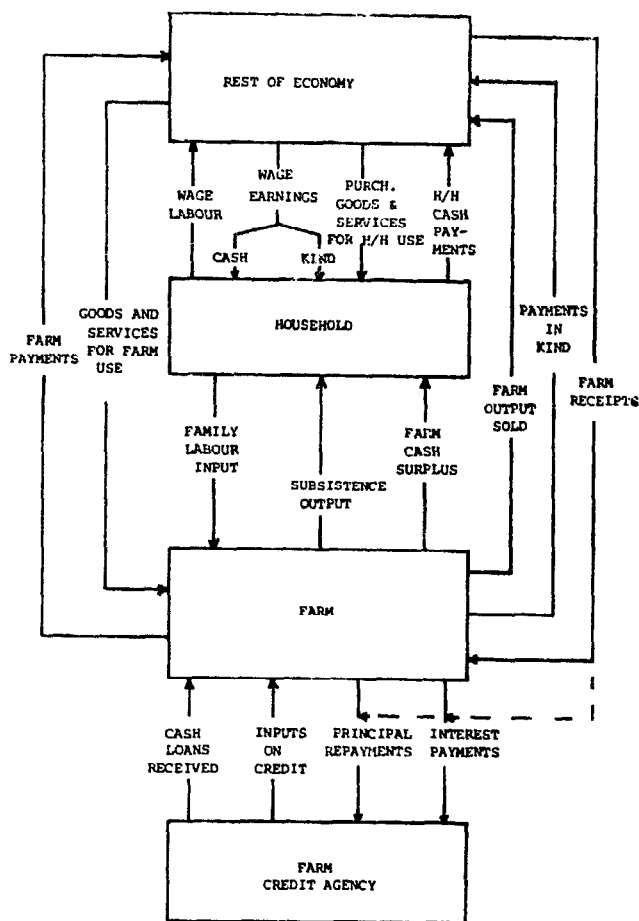 REST OF ECONOMY
WAGE
LABOUR
WAGE
EARNINGS
CASH
KIND
PURCH.
GOODS &
SERVICES
FOR H/H USE
H/H
CASH
PAY-
MENTS
HOUSEHOLD
FARM
PAYMENTS
GOODS AND
SERVICES
FOR FARM
USE
FAMILY
LABOUR
INPUT
SUBSISTENCE
OUTPUT
FARM
CASH
SURPLUS
FARM
OUTPUT
SOLD
PAYMENTS
IN
KIND
FARM
RECEIPTS
FARM
CASH
LOANS
RECEIVED
INPUTS
ON
CREDIT
PRINCIPAL
REPAYMENTS
INTEREST
PAYMENTS
FARM
CREDIT AGENCY